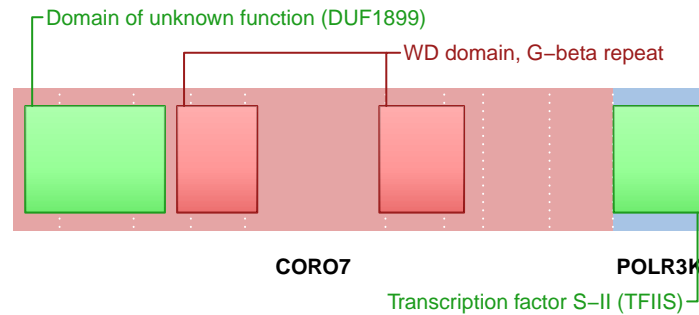 Domain of unknown function (DUF1899)
WD domain, G−beta repeat
CORO7
POLR3K
Transcription factor S−II (TFIIS)